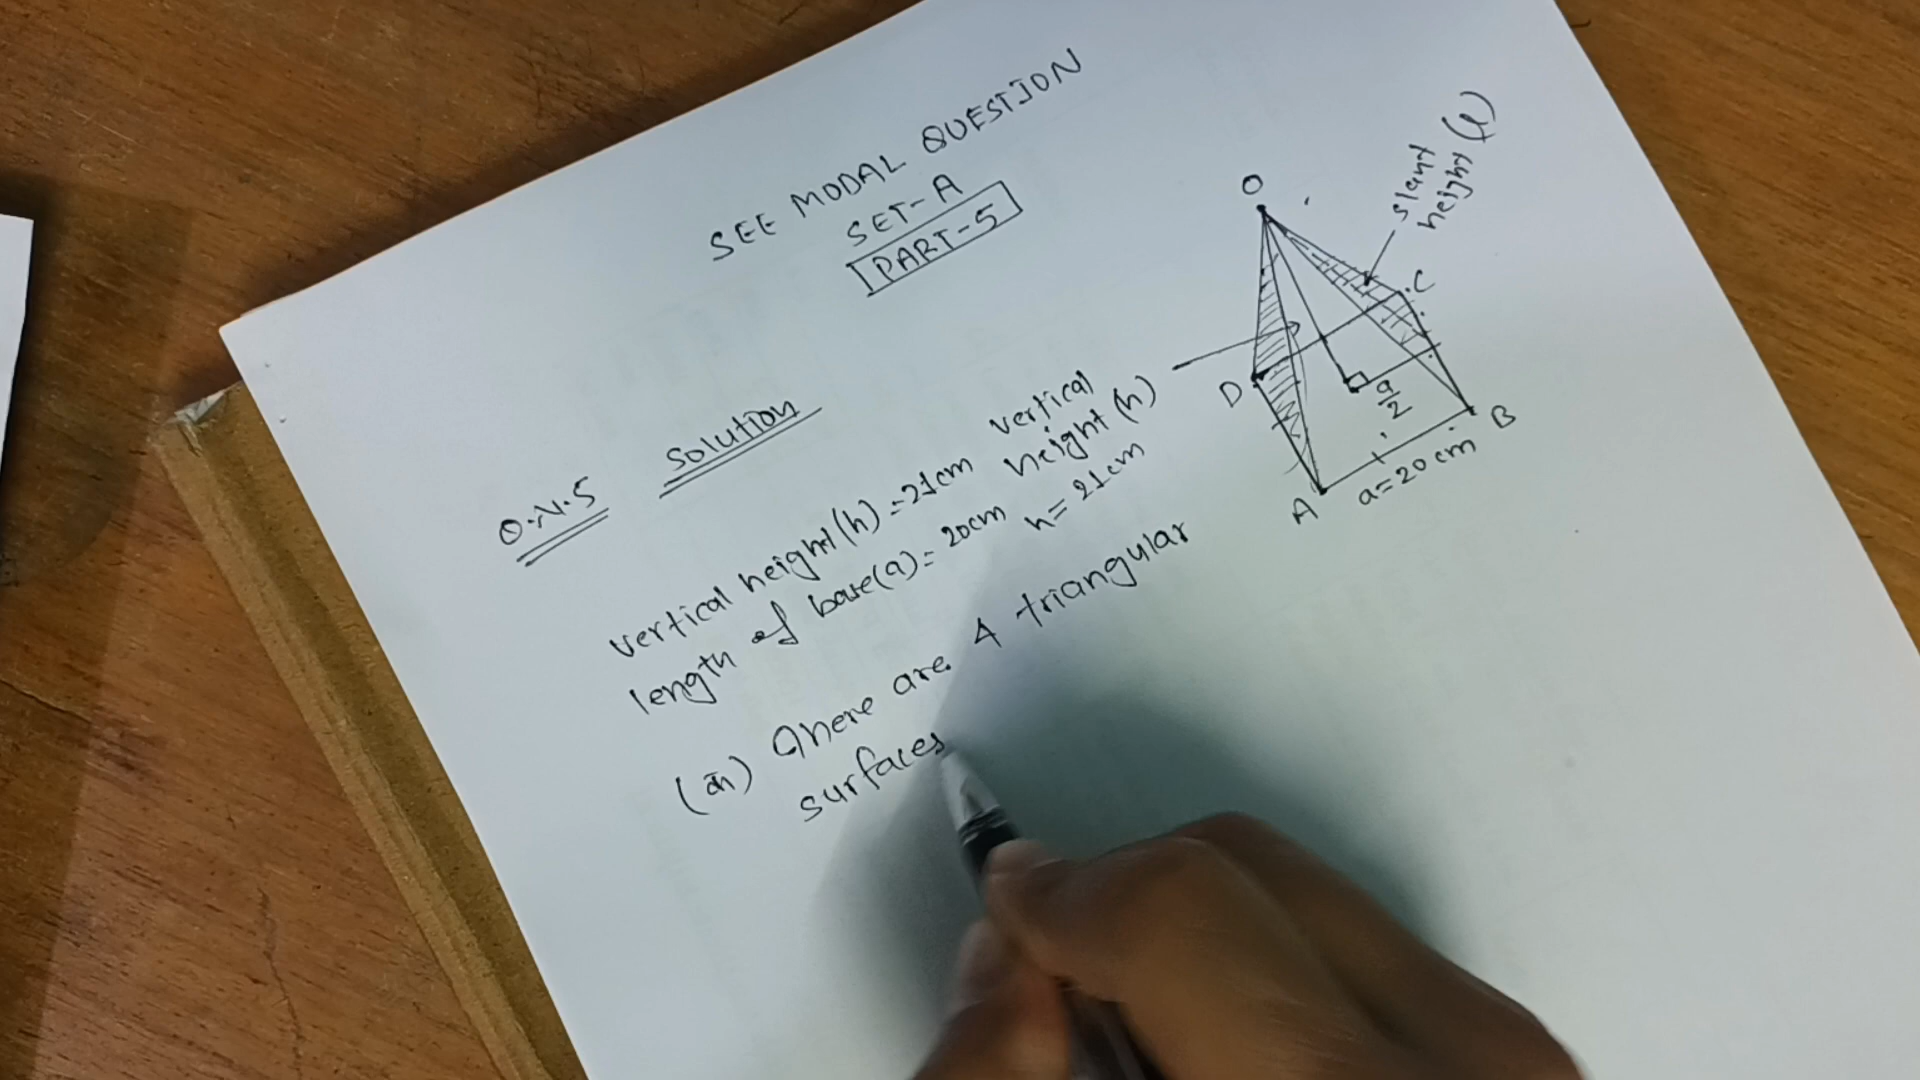 SEE MODAL QUESTION
SET-A
PART-5
Q.N.5 Solution
vertical height (h) = 21cm
length of base (a) = 20cm
vertical
height (h)
h = 21cm
O
slant
height (l)
C
D
a/2
B
A
a = 20 cm
There are 4 triangular
surfaces